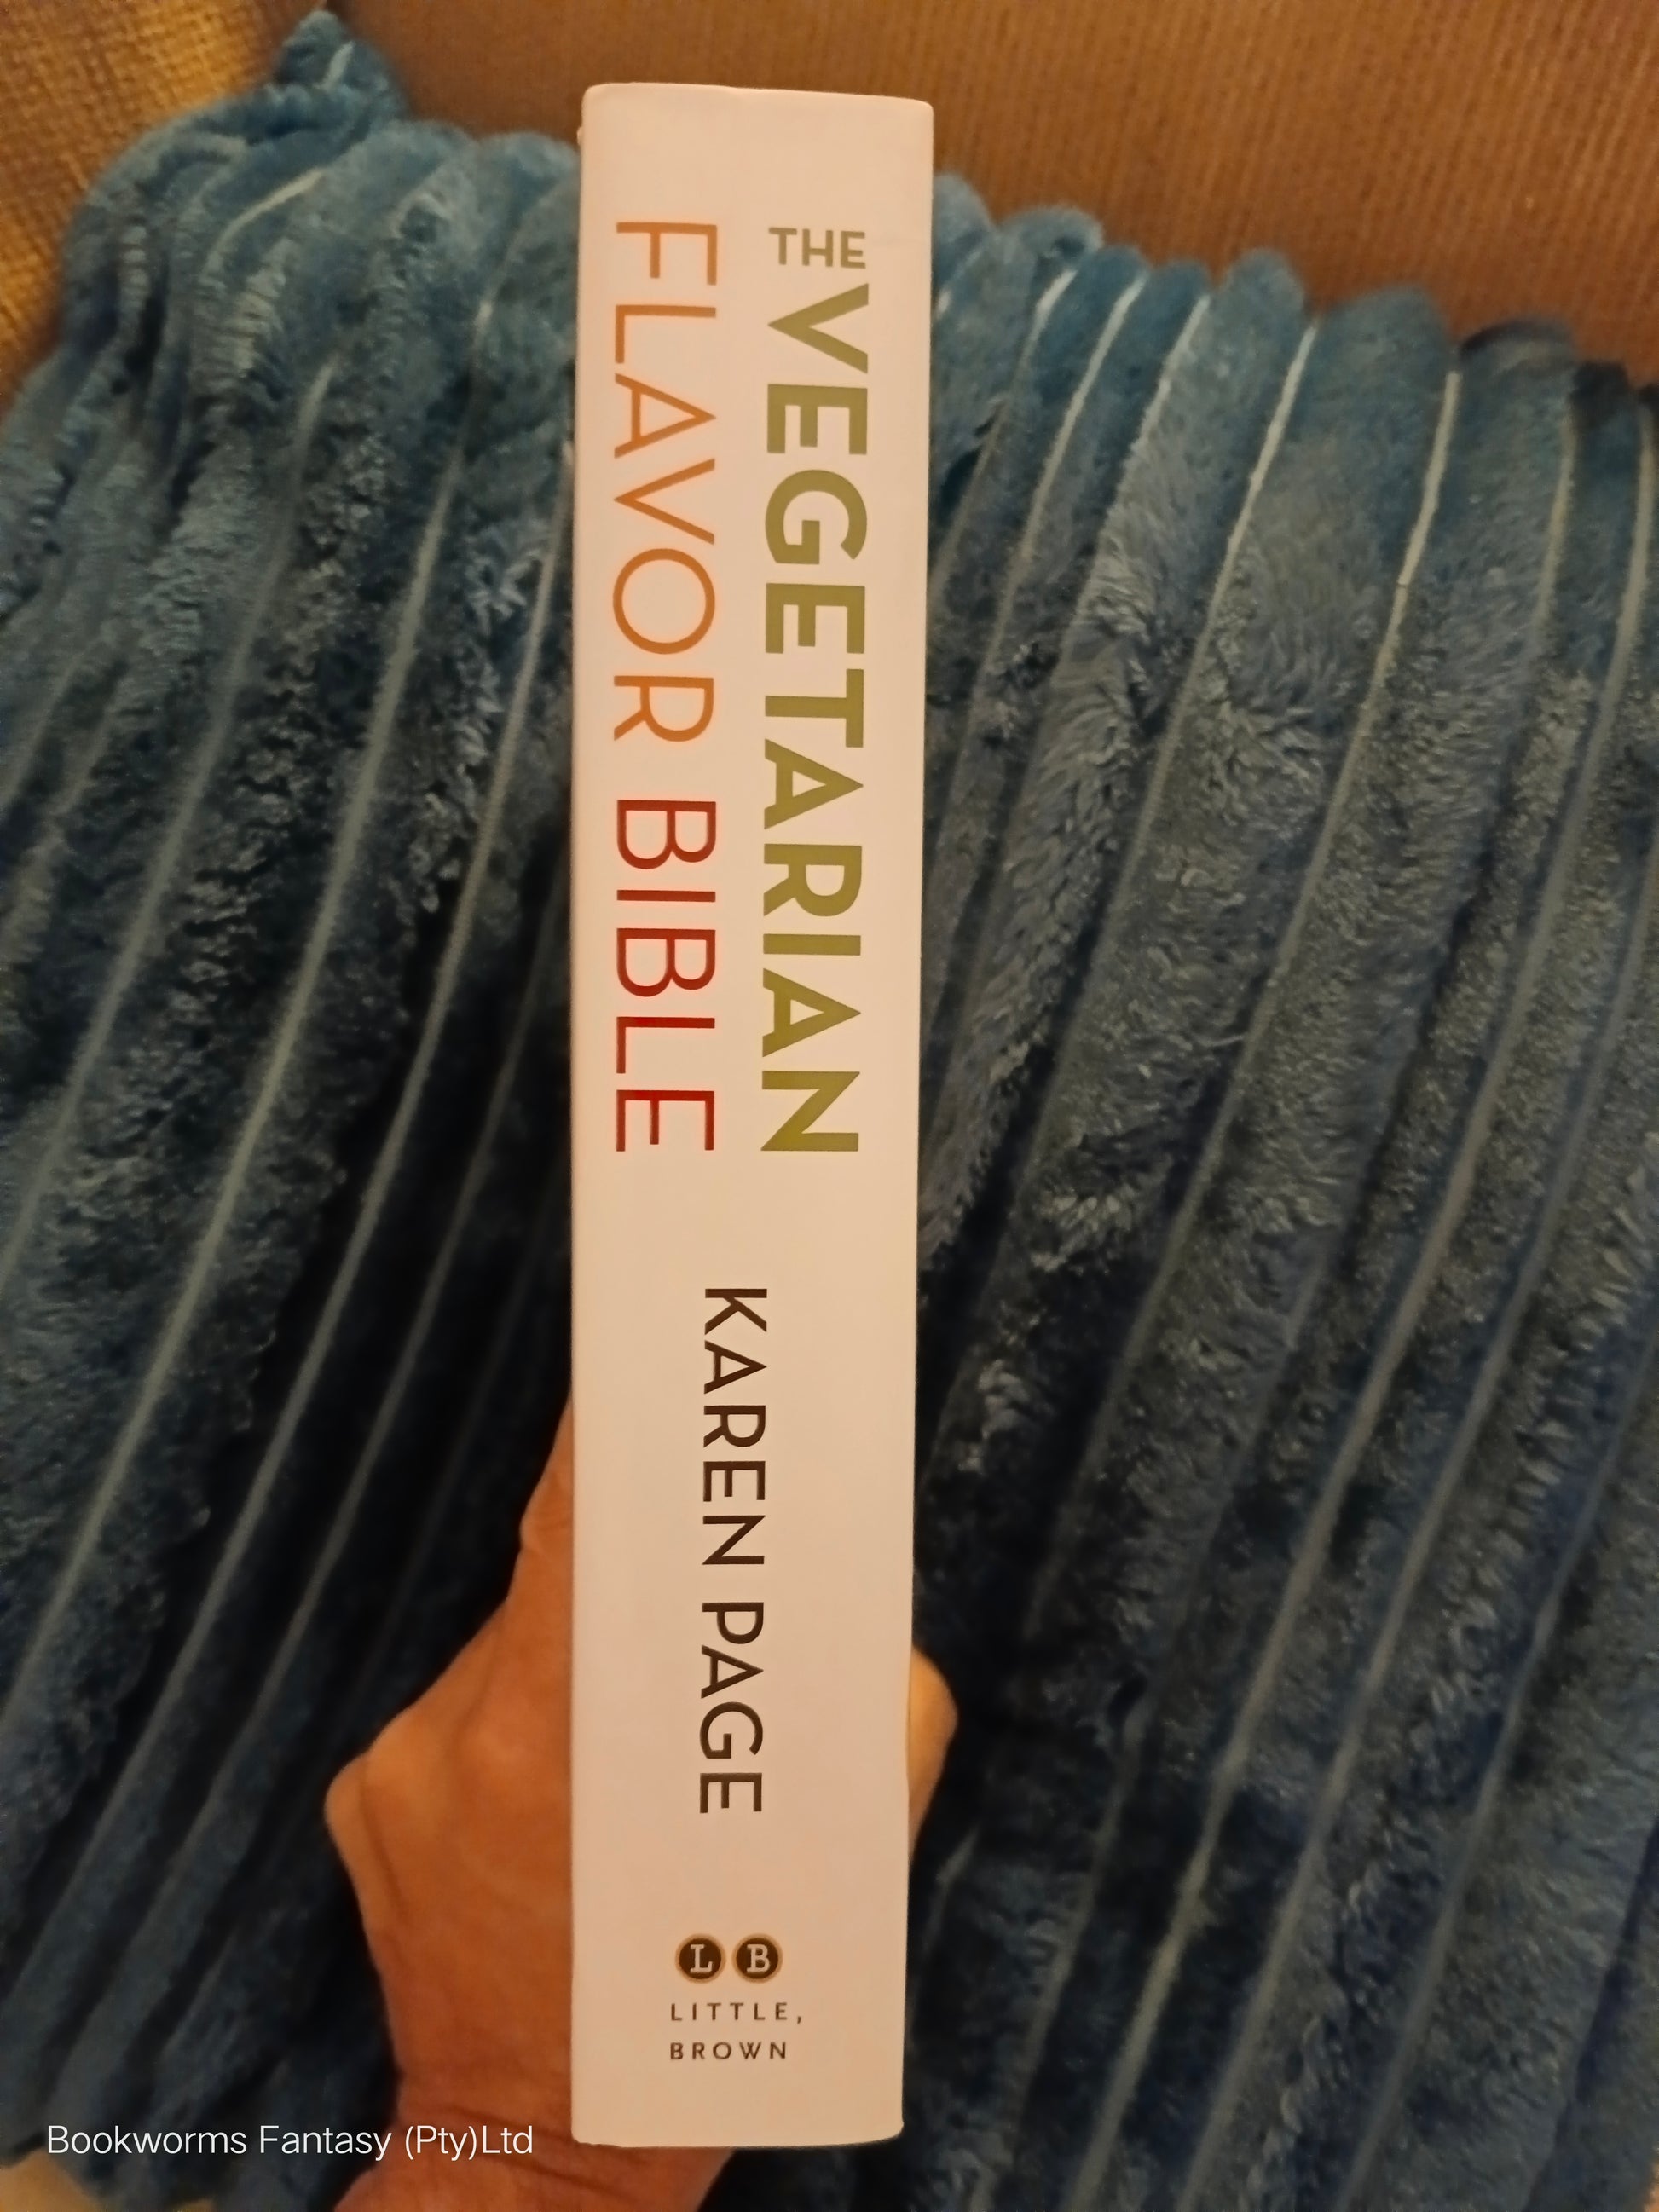 THE VEGETARIAN
FLAVOR BIBLE
KAREN PAGE
L B
LITTLE,
BROWN
Bookworms Fantasy (Pty)Ltd